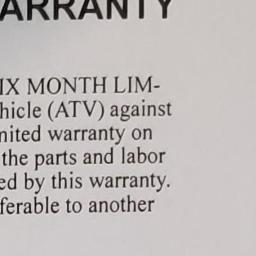 ARRANTY
IX MONTH LIM-
hicle (ATV) against
nited warranty on
the parts and labor
ed by this warranty.
ferable to another